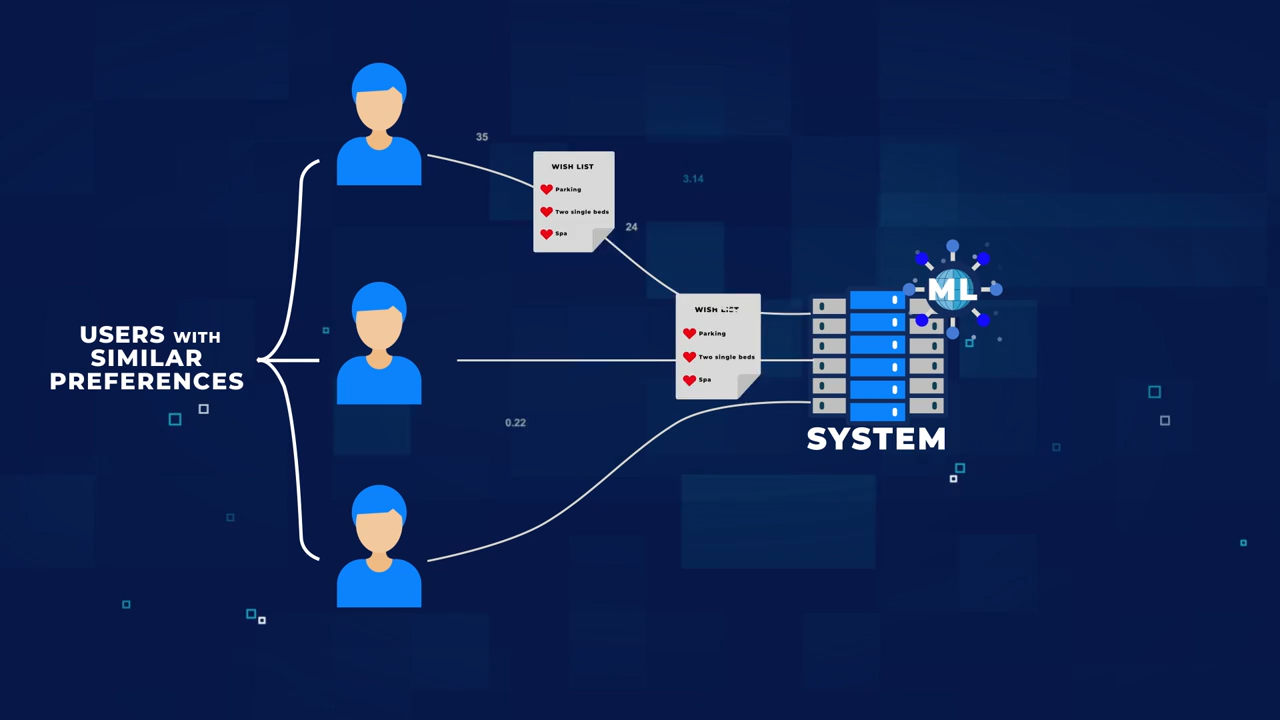 35
WISH LIST
Parking
Two single beds
Spa
3.14
24
USERS WITH
SIMILAR
PREFERENCES
WISH LIST
Parking
Two single beds
Spa
ML
0.22
SYSTEM